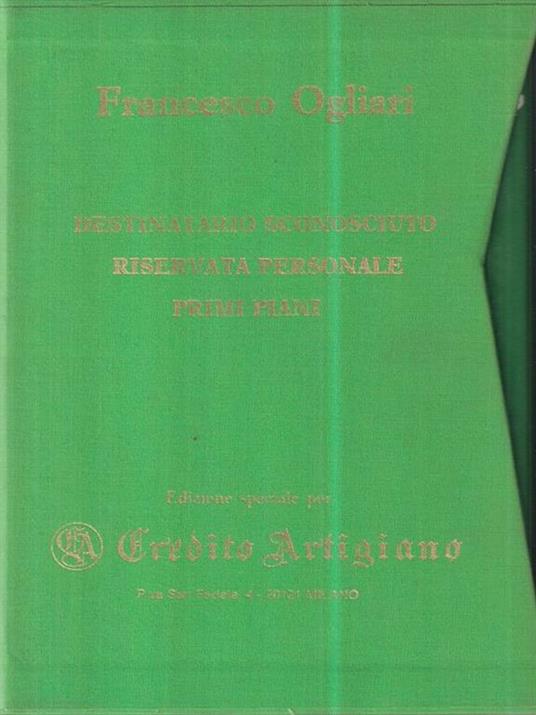 Francesco Ogliari
DESTINATARIO SCONOSCIUTO
RISERVATA PERSONALE
PRIMI PIANI
Edizione speciale per
CA Credito Artigiano
P.za San Fedele, 4 - 20121 MILANO